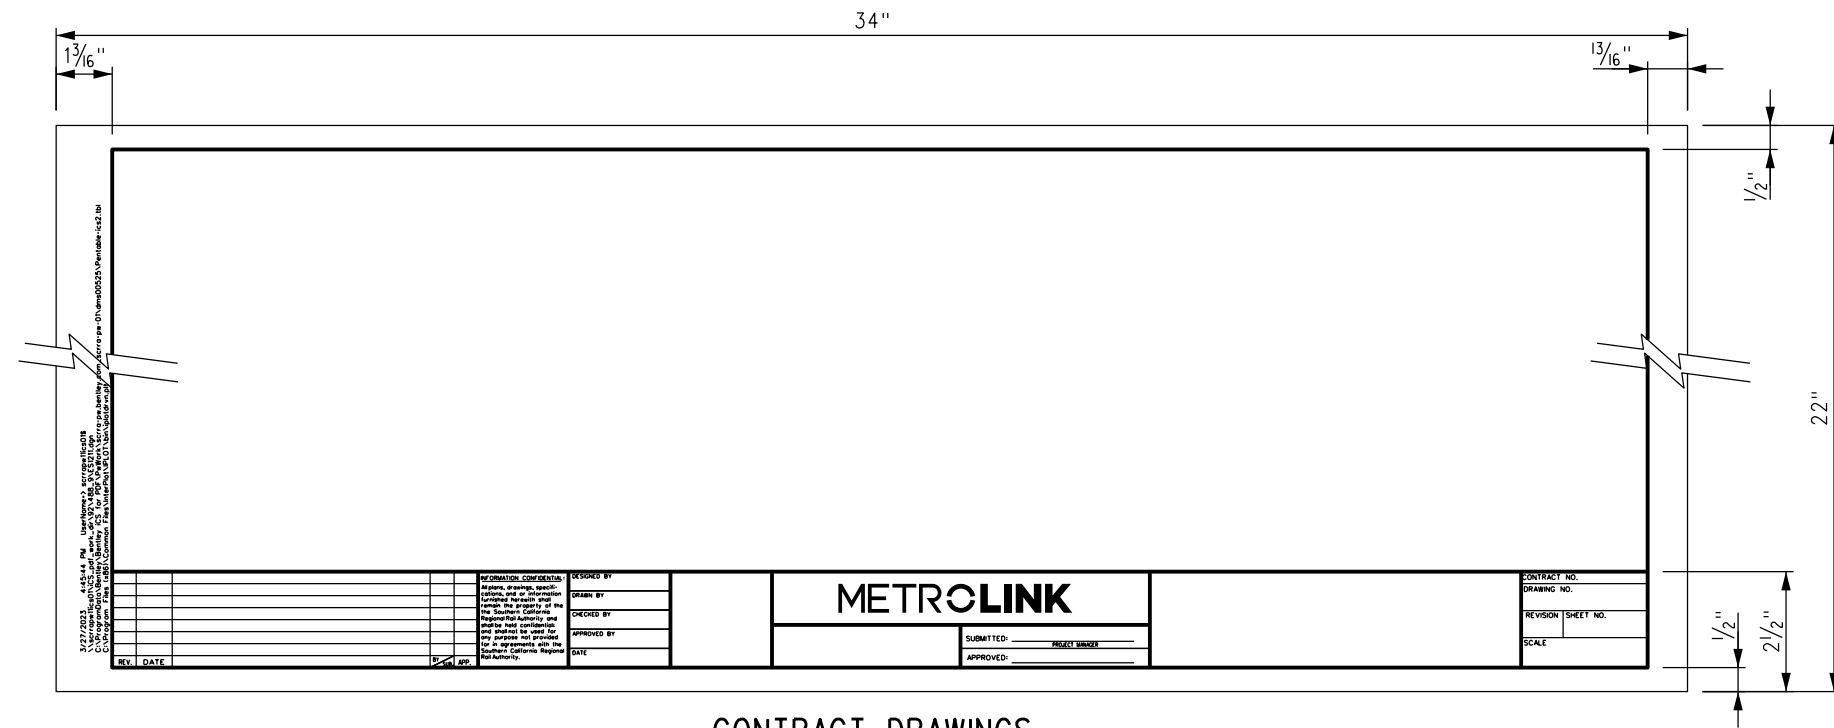 34"
1 3/16"
13/16"
1/2"
22"
1/2"
2 1/2"
3/27/2023 4:45:44 PM
REV. DATE BY SUB. APP.
INFORMATION CONFIDENTIAL:
All plans, drawings, specifi-
cations, and or information
furnished herewith shall
remain the property of the
the Southern California
Regional Rail Authority and
shall be held confidential;
and shall not be used for
any purpose not provided
for in agreements with the
Southern California Regional
Rail Authority.
DESIGNED BY
DRAWN BY
CHECKED BY
APPROVED BY
DATE
METROLINK
SUBMITTED:
PROJECT MANAGER
APPROVED:
CONTRACT NO.
DRAWING NO.
REVISION SHEET NO.
SCALE
CONTRACT DRAWINGS